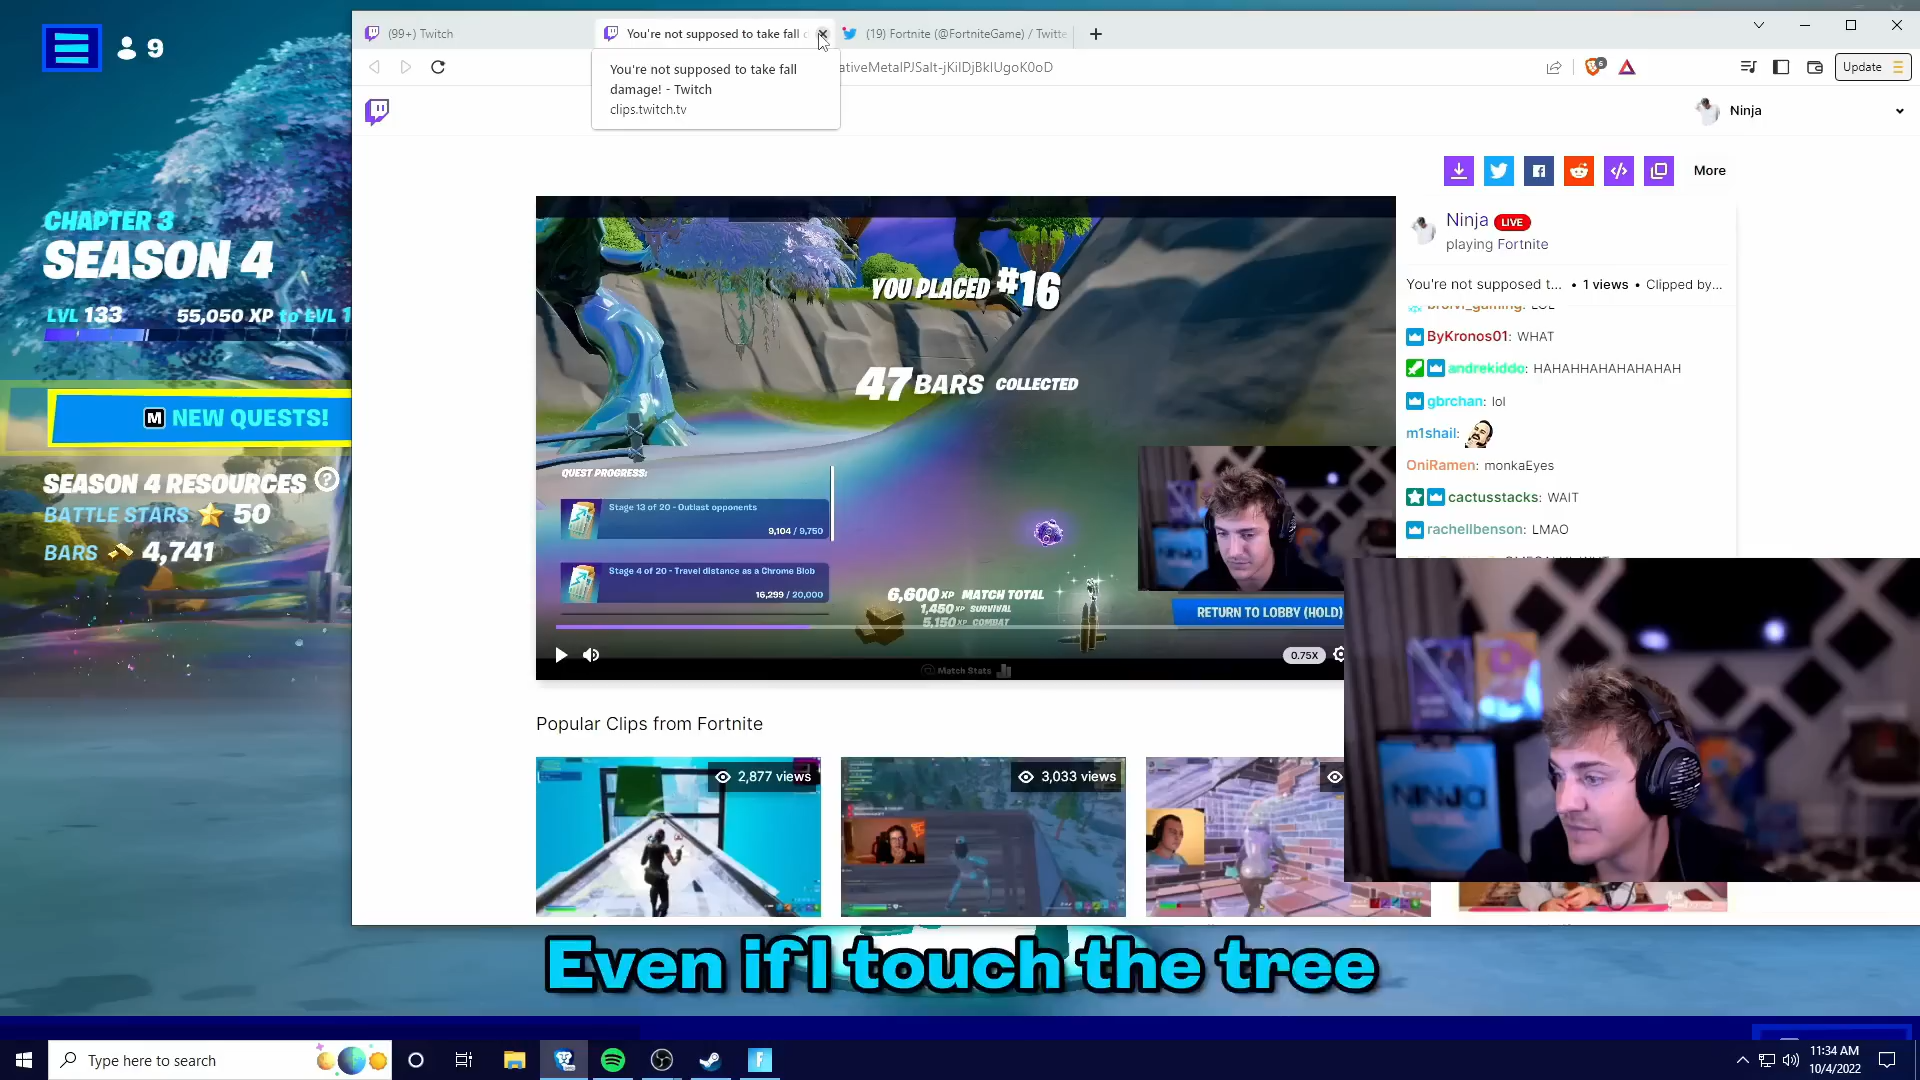 9
(99+) Twitch
You're not supposed to take fall d
(19) Fortnite (@FortniteGame) / Twitte
ativeMetalPJSalt-jKiIDjBkIUgoK0oD
6
Update
You're not supposed to take fall
damage! - Twitch
clips.twitch.tv
Ninja
More
CHAPTER 3
SEASON 4
LVL 133
55,050 XP to LVL 1
M NEW QUESTS!
SEASON 4 RESOURCES ?
BATTLE STARS 50
BARS 4,741
YOU PLACED #16
47 BARS COLLECTED
QUEST PROGRESS:
Stage 13 of 20 - Outlast opponents
9,104 / 9,750
Stage 4 of 20 - Travel distance as a Chrome Blob
16,299 / 20,000
6,600 XP MATCH TOTAL
1,450 XP SURVIVAL
5,150 XP COMBAT
RETURN TO LOBBY (HOLD)
0.75X
Match Stats
Ninja LIVE
playing Fortnite
You're not supposed t... • 1 views • Clipped by...
LOL
ByKronos01: WHAT
andrekiddo: HAHAHHAHAHAHAHAH
gbrchan: lol
m1shail:
OniRamen: monkaEyes
cactusstacks: WAIT
rachellbenson: LMAO
Popular Clips from Fortnite
2,877 views
3,033 views
NINJA
Even if I touch the tree
Type here to search
11:34 AM
10/4/2022